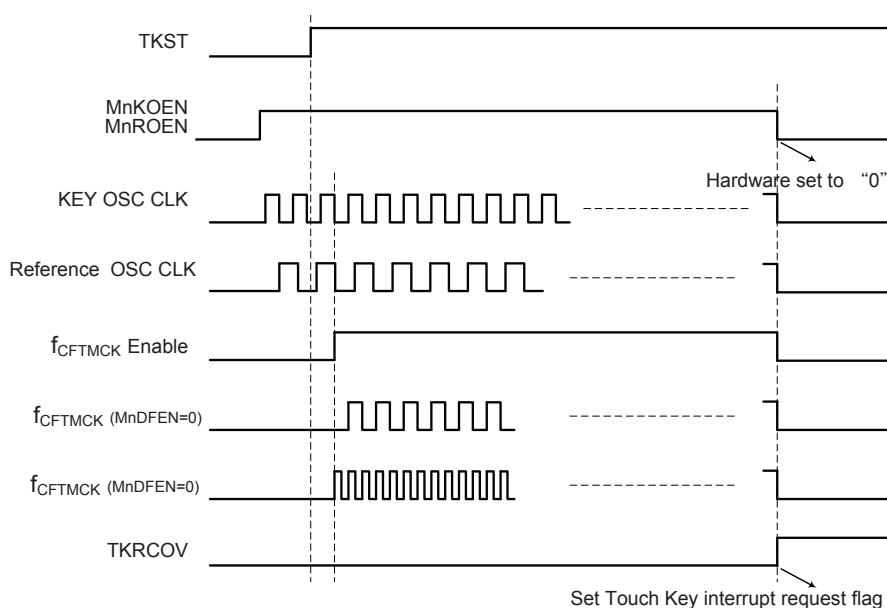 TKST
MnKOEN
MnROEN
Hardware set to “0”
KEY OSC CLK
Reference OSC CLK
fCFTMCK Enable
fCFTMCK (MnDFEN=0)
fCFTMCK (MnDFEN=0)
TKRCOV
Set Touch Key interrupt request flag